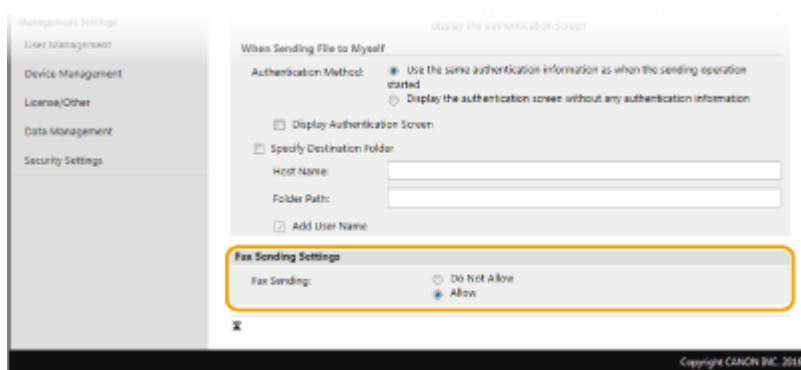 Management Settings
User Management
Device Management
License/Other
Data Management
Security Settings
display the authentication screen
When Sending File to Myself
Authentication Method:
Use the same authentication information as when the sending operation
started
Display the authentication screen without any authentication information
Display Authentication Screen
Specify Destination Folder
Host Name:
Folder Path:
Add User Name
Fax Sending Settings
Fax Sending:
Do Not Allow
Allow
Copyright CANON INC. 2018